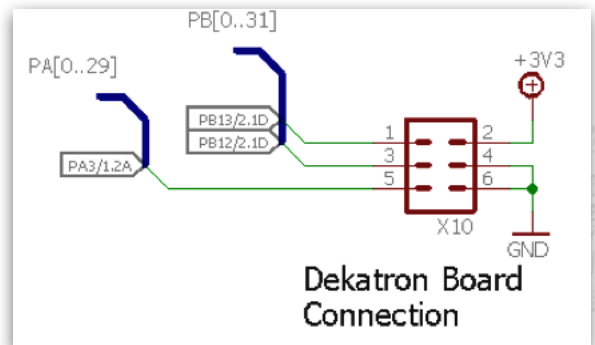 PB[0..31]
PA[0..29]
+3V3
PB13/2.1D
PB12/2.1D
PA3/1.2A
1 2
3 4
5 6
X10
GND
Dekatron Board
Connection